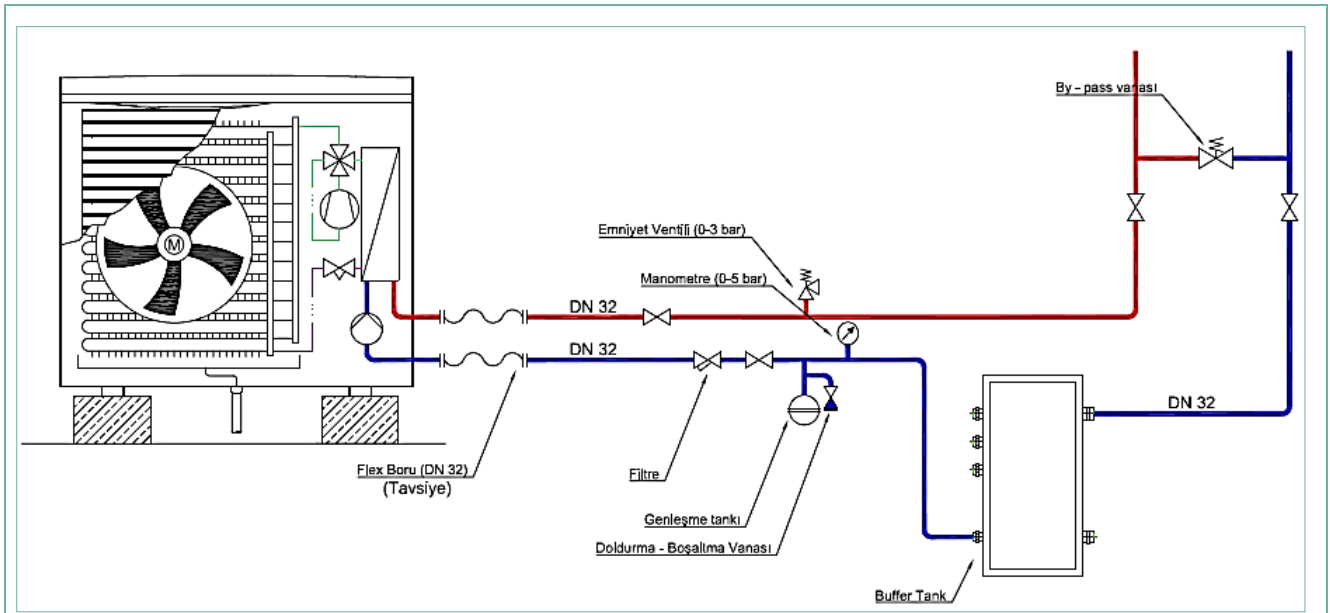 By - pass vanası
Emniyet Ventili (0-3 bar)
Manometre (0-5 bar)
M
DN 32
DN 32
DN 32
Flex Boru (DN 32)
(Tavsiye)
Filtre
Genleşme tankı
Doldurma - Boşaltma Vanası
Buffer Tank